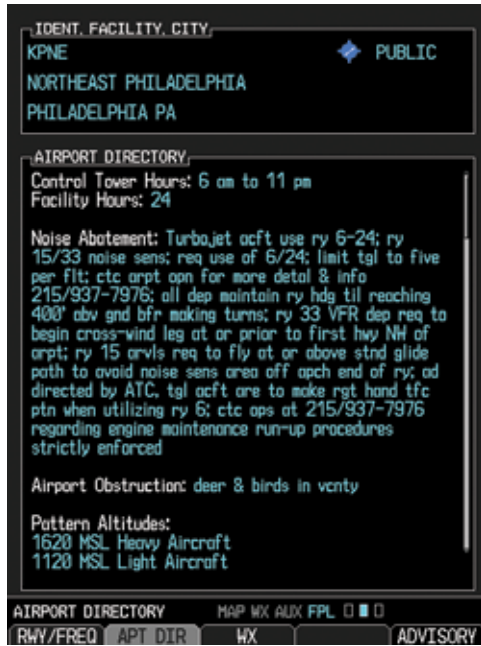 IDENT, FACILITY, CITY
KPNE PUBLIC
NORTHEAST PHILADELPHIA
PHILADELPHIA PA
AIRPORT DIRECTORY
Control Tower Hours: 6 am to 11 pm
Facility Hours: 24
Noise Abatement: Turbojet acft use ry 6-24; ry
15/33 noise sens; req use of 6/24; limit tgl to five
per flt; ctc arpt opn for more detal & info
215/937-7976; all dep maintain ry hdg til reaching
400' abv gnd bfr making turns; ry 33 VFR dep req to
begin cross-wind leg at or prior to first hwy NW of
arpt; ry 15 arvls req to fly at or above stnd glide
path to avoid noise sens area off apch end of ry; ad
directed by ATC, tgl acft are to make rgt hand tfc
ptn when utilizing ry 6; ctc ops at 215/937-7976
regarding engine maintenance run-up procedures
strictly enforced
Airport Obstruction: deer & birds in vcnty
Pattern Altitudes:
1620 MSL Heavy Aircraft
1120 MSL Light Aircraft
AIRPORT DIRECTORY MAP WX AUX FPL
RWY/FREQ APT DIR WX ADVISORY